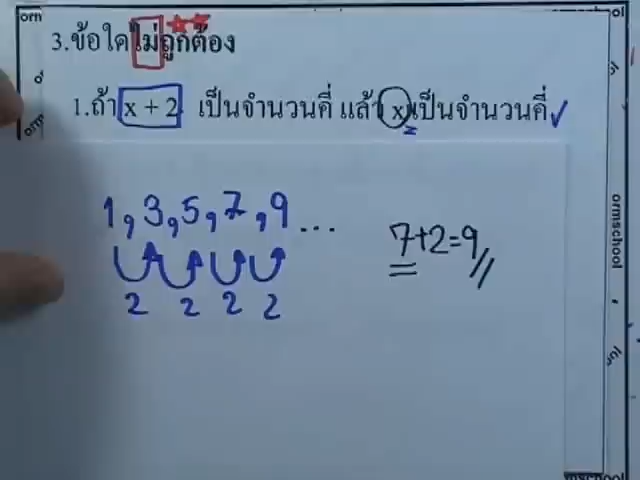 3.ข้อใดไม่ถูกต้อง
1.ถ้า x + 2 เป็นจำนวนคี่ แล้ว x เป็นจำนวนคี่ ✓
1, 3, 5, 7, 9 ...
7+2=9
2 2 2 2
ormschool